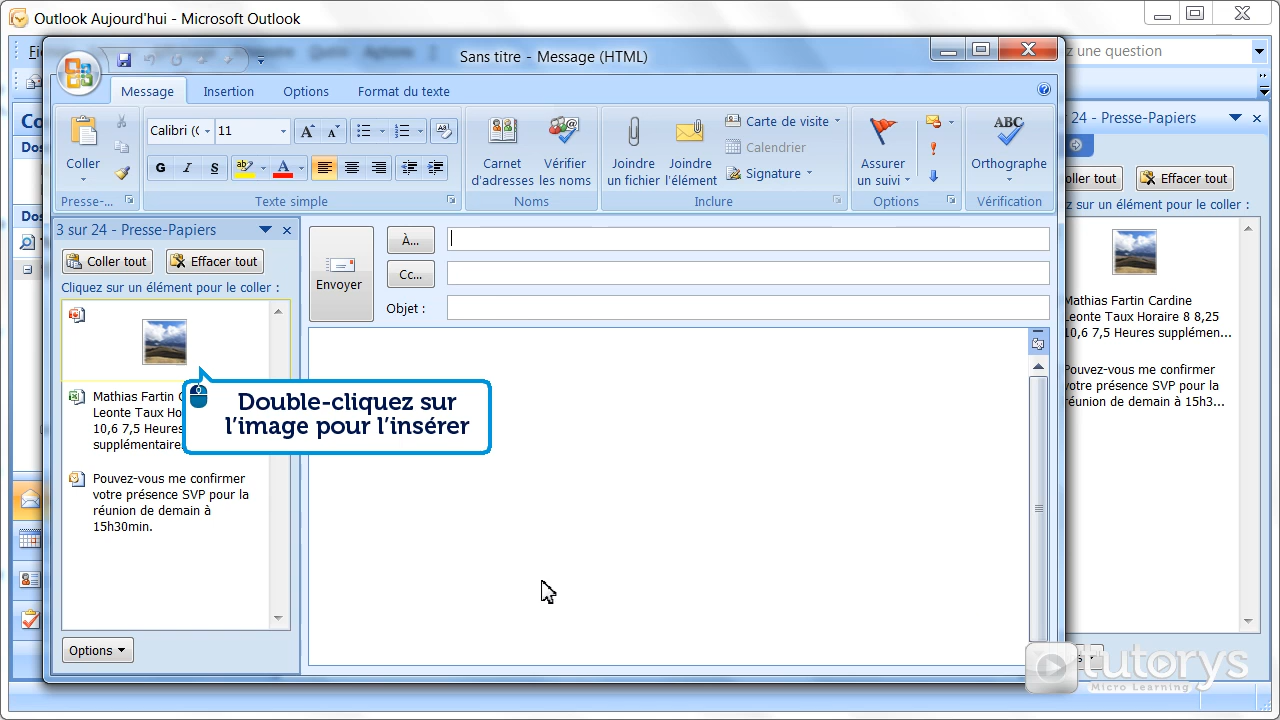 Outlook Aujourd'hui - Microsoft Outlook
z une question
Sans titre - Message (HTML)
Message
Insertion
Options
Format du texte
Coller
Presse-...
Calibri (C
11
G I S
Texte simple
Carnet
d'adresses
Vérifier
les noms
Noms
Joindre
un fichier
Joindre
l'élément
Carte de visite
Calendrier
Signature
Inclure
Assurer
un suivi
Options
ABC
Orthographe
Vérification
3 sur 24 - Presse-Papiers
Coller tout
Effacer tout
Cliquez sur un élément pour le coller :
Envoyer
À...
Cc...
Objet :
Mathias Fartin C
Leonte Taux Ho
10,6 7,5 Heures
supplémentaire
Pouvez-vous me confirmer
votre présence SVP pour la
réunion de demain à
15h30min.
Options
Double-cliquez sur
l'image pour l'insérer
24 - Presse-Papiers
oller tout
Effacer tout
z sur un élément pour le coller :
Mathias Fartin Cardine
Leonte Taux Horaire 8 8,25
10,6 7,5 Heures supplémen...
Pouvez-vous me confirmer
votre présence SVP pour la
réunion de demain à 15h3...
Co
Dos
Dos
tutorys
Micro Learning